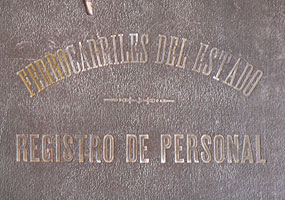 FERROCARRILES DEL ESTADO
REGISTRO DE PERSONAL